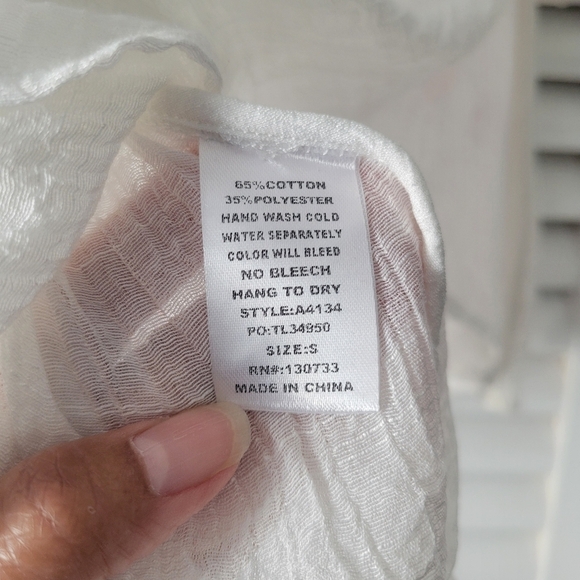 65%COTTON
35%POLYESTER
HAND WASH COLD
WATER SEPARATELY
COLOR WILL BLEED
NO BLEECH
HANG TO DRY
STYLE:A4134
PO:TL34950
SIZE:S
RN#:130733
MADE IN CHINA